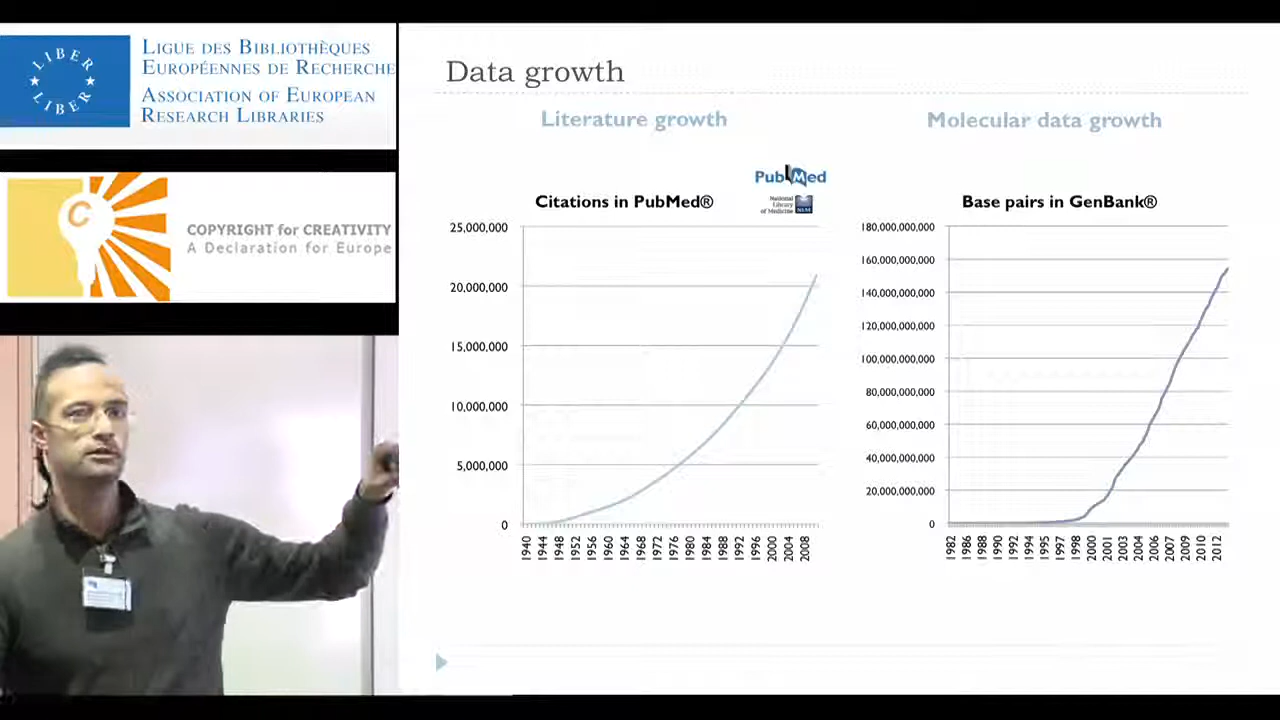 LIBER
LIBER
LIGUE DES BIBLIOTHÈQUES
EUROPÉENNES DE RECHERCHE
ASSOCIATION OF EUROPEAN
RESEARCH LIBRARIES
C
COPYRIGHT for CREATIVITY
A Declaration for Europe
Data growth
Literature growth
PubMed
National
Library
of Medicine
NLM
Citations in PubMed®
25,000,000
20,000,000
15,000,000
10,000,000
5,000,000
0
1940 1944 1948 1952 1956 1960 1964 1968 1972 1976 1980 1984 1988 1992 1996 2000 2004 2008
Molecular data growth
Base pairs in GenBank®
180,000,000,000
160,000,000,000
140,000,000,000
120,000,000,000
100,000,000,000
80,000,000,000
60,000,000,000
40,000,000,000
20,000,000,000
0
1982 1986 1988 1990 1992 1994 1995 1997 1998 2000 2001 2003 2004 2006 2007 2009 2010 2012